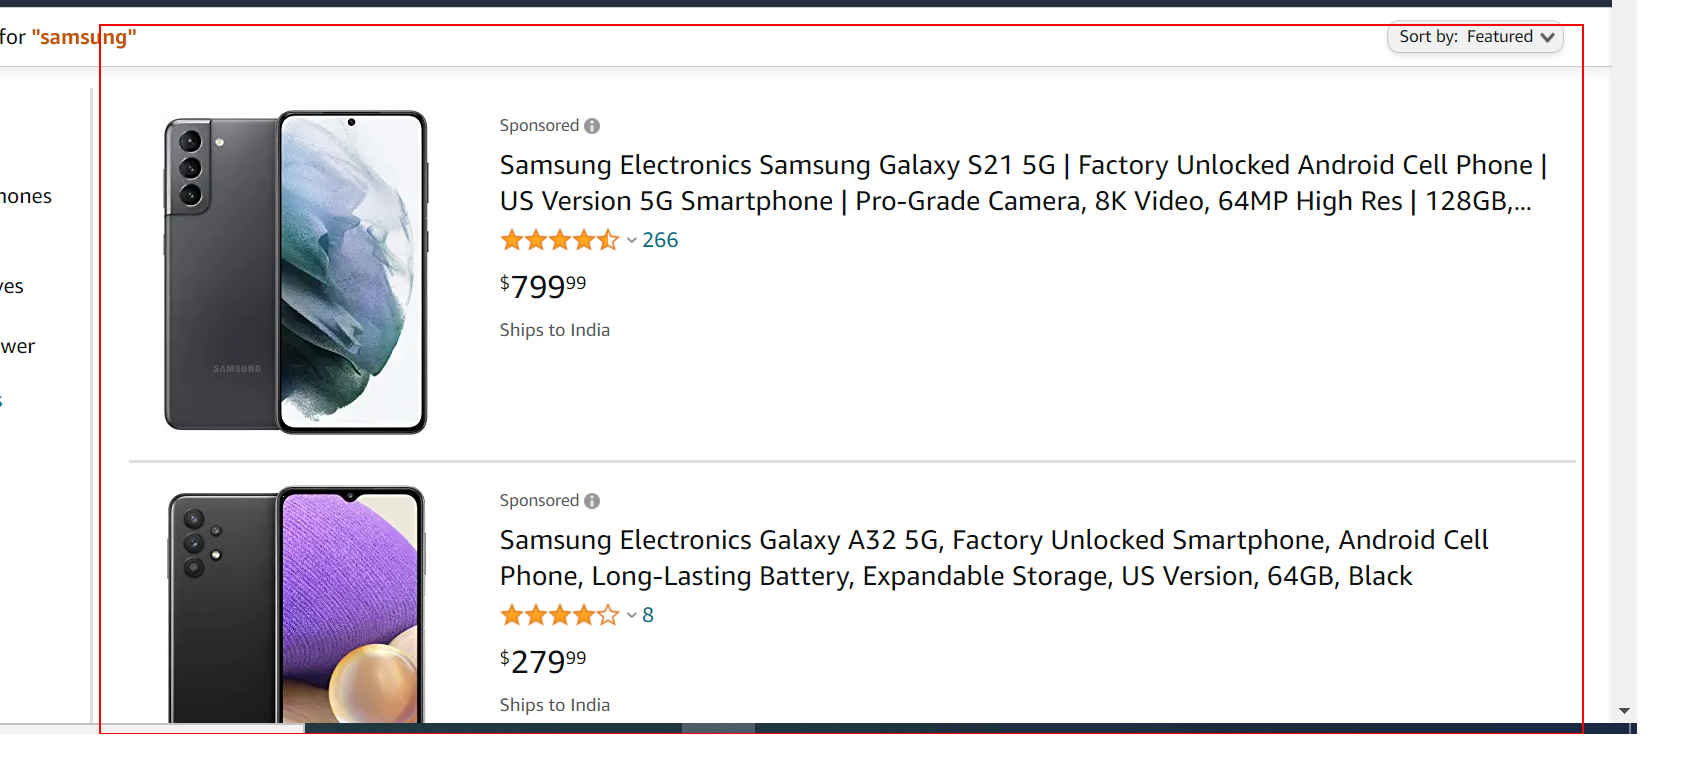 for "samsung"
Sort by: Featured
hones
ves
wer
s
Sponsored
Samsung Electronics Samsung Galaxy S21 5G | Factory Unlocked Android Cell Phone |
US Version 5G Smartphone | Pro-Grade Camera, 8K Video, 64MP High Res | 128GB,...
266
$799.99
Ships to India
SAMSUNG
Sponsored
Samsung Electronics Galaxy A32 5G, Factory Unlocked Smartphone, Android Cell
Phone, Long-Lasting Battery, Expandable Storage, US Version, 64GB, Black
8
$279.99
Ships to India